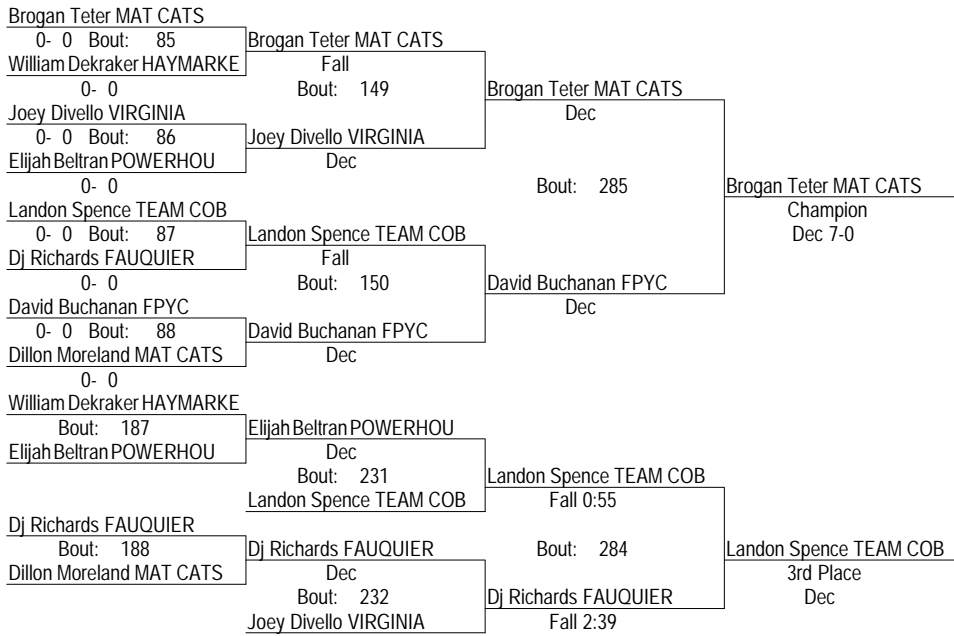 Brogan Teter MAT CATS
0- 0 Bout: 85
William Dekraker HAYMARKE
0- 0
Joey Divello VIRGINIA
0- 0 Bout: 86
Elijah Beltran POWERHOU
0- 0
Landon Spence TEAM COB
0- 0 Bout: 87
Dj Richards FAUQUIER
0- 0
David Buchanan FPYC
0- 0 Bout: 88
Dillon Moreland MAT CATS
0- 0
Brogan Teter MAT CATS
Fall
Bout: 149
Joey Divello VIRGINIA
Dec
Landon Spence TEAM COB
Fall
Bout: 150
David Buchanan FPYC
Dec
Brogan Teter MAT CATS
Dec
Bout: 285
David Buchanan FPYC
Dec
Brogan Teter MAT CATS
Champion
Dec 7-0
William Dekraker HAYMARKE
Bout: 187
Elijah Beltran POWERHOU
Dj Richards FAUQUIER
Bout: 188
Dillon Moreland MAT CATS
Elijah Beltran POWERHOU
Dec
Bout: 231
Landon Spence TEAM COB
Dj Richards FAUQUIER
Dec
Bout: 232
Joey Divello VIRGINIA
Landon Spence TEAM COB
Fall 0:55
Bout: 284
Dj Richards FAUQUIER
Fall 2:39
Landon Spence TEAM COB
3rd Place
Dec